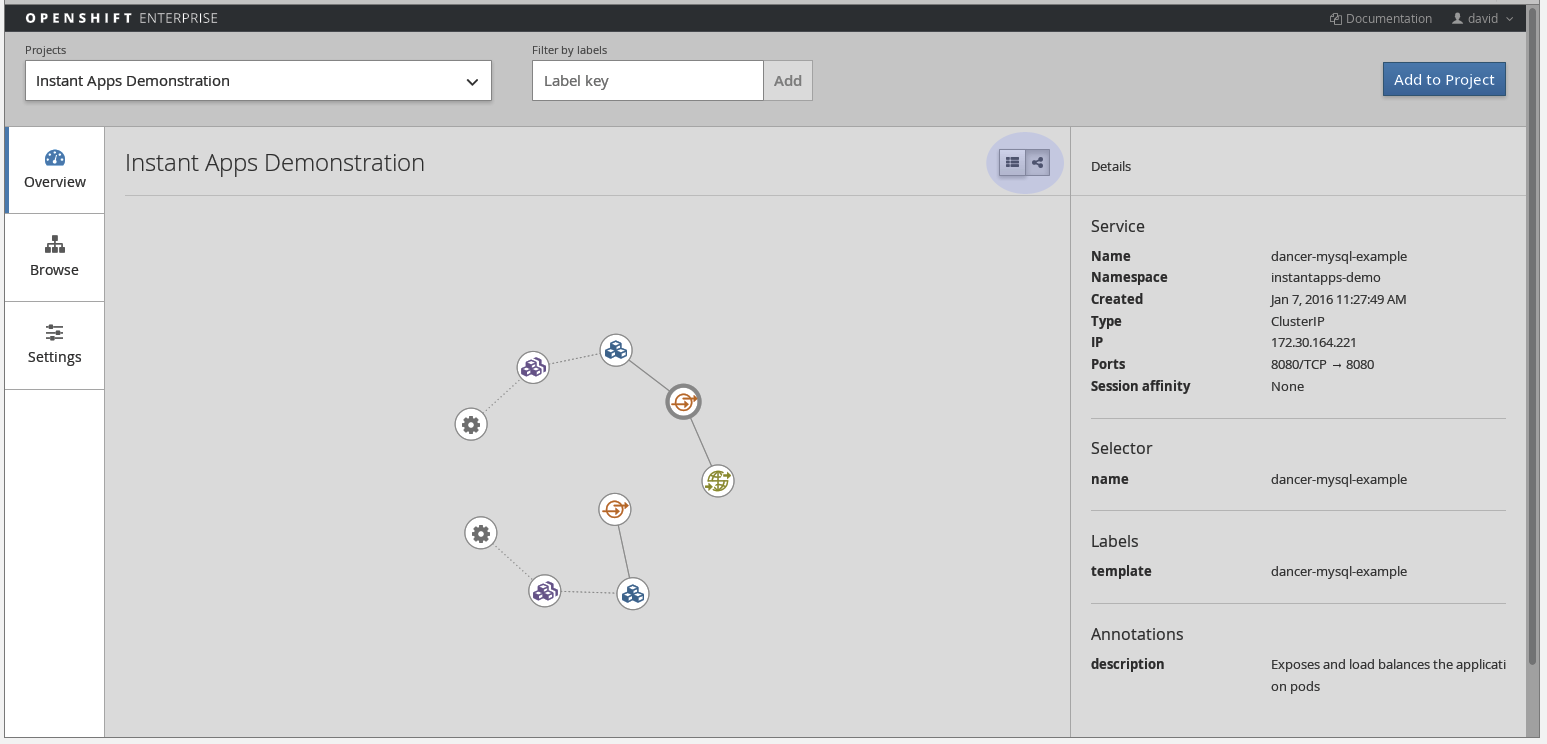 OPENSHIFT ENTERPRISE
Documentation
david
Projects
Filter by labels
Instant Apps Demonstration
Label key
Add
Add to Project
Overview
Browse
Settings
Instant Apps Demonstration
Details
Service
Name dancer-mysql-example
Namespace instantapps-demo
Created Jan 7, 2016 11:27:49 AM
Type ClusterIP
IP 172.30.164.221
Ports 8080/TCP → 8080
Session affinity None
Selector
name dancer-mysql-example
Labels
template dancer-mysql-example
Annotations
description Exposes and load balances the applicati
on pods